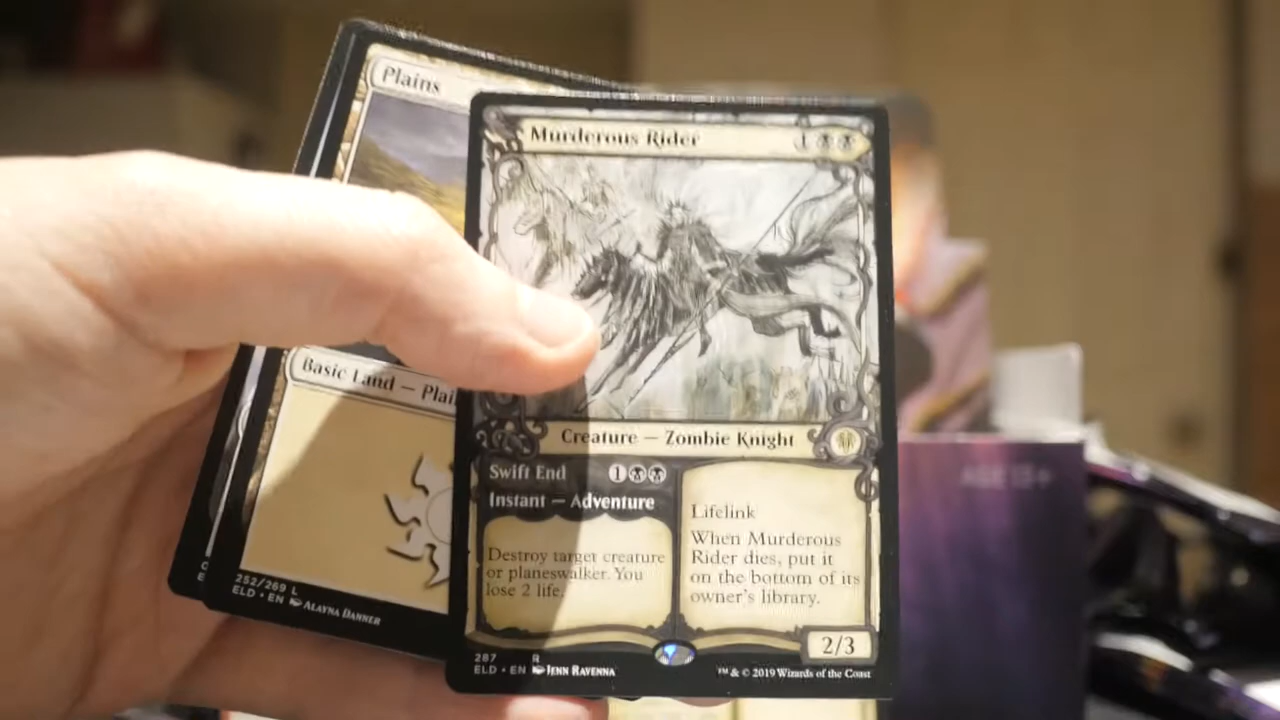 Plains
Murderous Rider
1
Basic Land — Plai
Creature — Zombie Knight
Swift End
1
Instant — Adventure
Destroy target creature
or planeswalker. You
lose 2 life.
Lifelink
When Murderous
Rider dies, put it
on the bottom of its
owner's library.
2/3
252/269 L
ELD • EN ALAYNA DANNER
287 R
ELD • EN JENN RAVENNA
™ & © 2019 Wizards of the Coast
AGE 13+